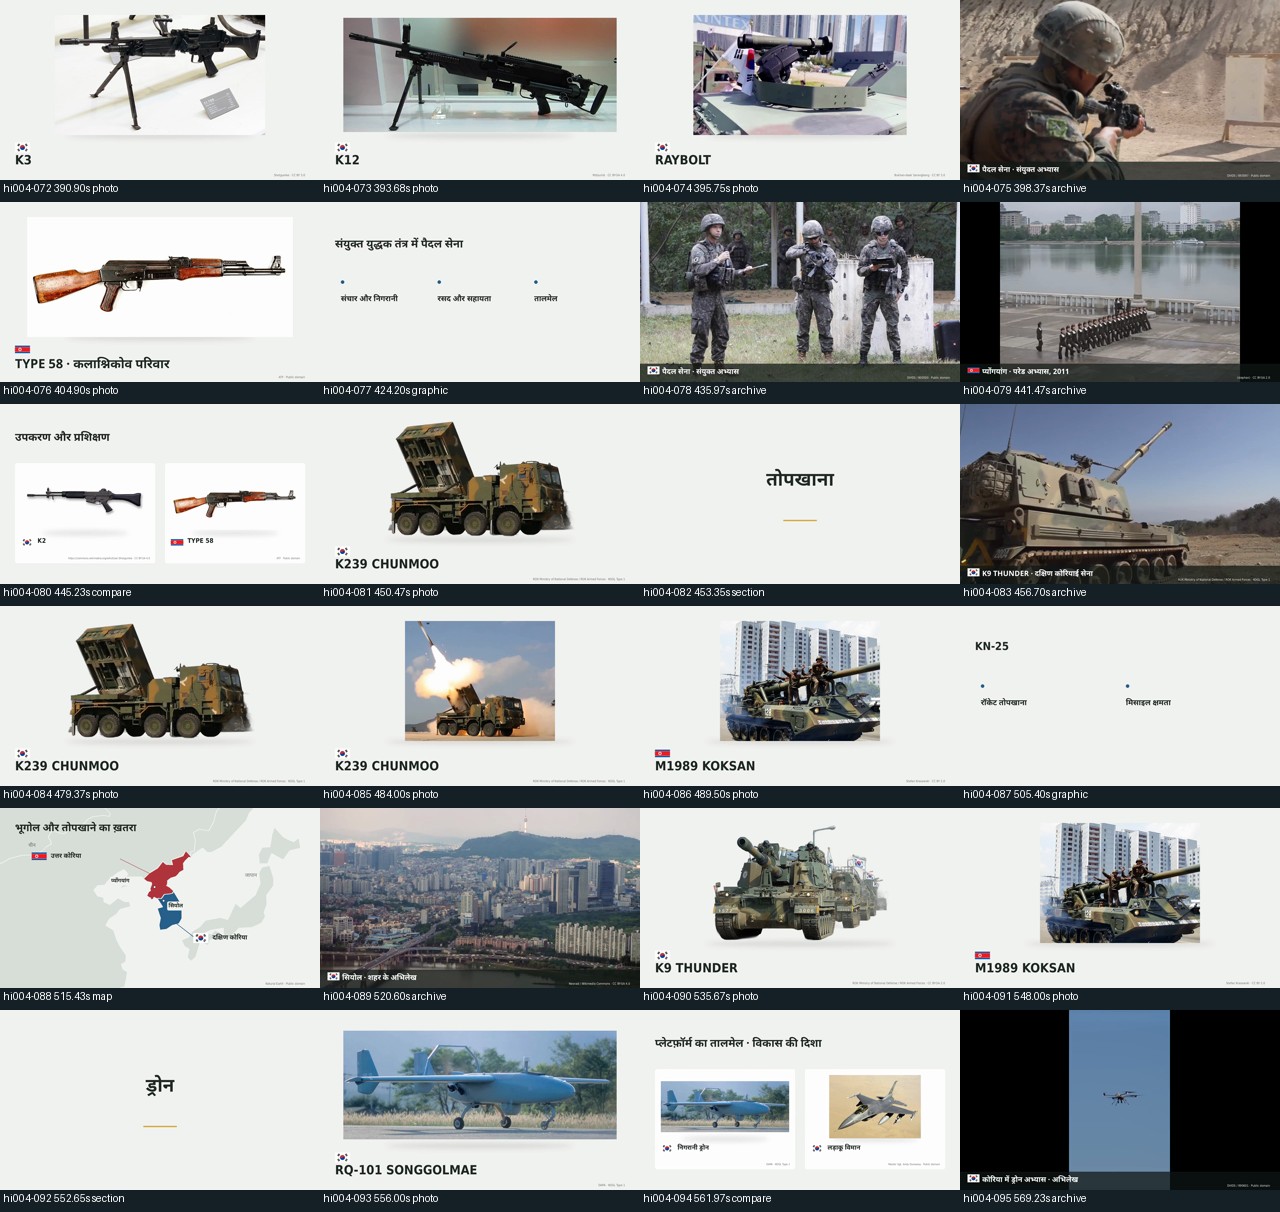 K3
K12
RAYBOLT
पैदल सेना · संयुक्त अभ्यास
hi004-072 390.90s photo
hi004-073 393.68s photo
hi004-074 395.75s photo
hi004-075 398.37s archive
TYPE 58 · कलाश्निकोव परिवार
संयुक्त युद्धक तंत्र में पैदल सेना
संचार और निगरानी
रसद और सहायता
तालमेल
पैदल सेना · संयुक्त अभ्यास
प्योंगयांग · परेड अभ्यास, 2011
hi004-076 404.90s photo
hi004-077 424.20s graphic
hi004-078 435.97s archive
hi004-079 441.47s archive
उपकरण और प्रशिक्षण
K2
TYPE 58
K239 CHUNMOO
तोपखाना
K9 THUNDER · दक्षिण कोरियाई सेना
hi004-080 445.23s compare
hi004-081 450.47s photo
hi004-082 453.35s section
hi004-083 456.70s archive
K239 CHUNMOO
K239 CHUNMOO
M1989 KOKSAN
KN-25
रॉकेट तोपखाना
मिसाइल क्षमता
hi004-084 479.37s photo
hi004-085 484.00s photo
hi004-086 489.50s photo
hi004-087 505.40s graphic
भूगोल और तोपखाने का ख़तरा
चीन
उत्तर कोरिया
प्योंगयांग
सियोल
जापान
दक्षिण कोरिया
सियोल · शहर के अभिलेख
K9 THUNDER
M1989 KOKSAN
hi004-088 515.43s map
hi004-089 520.60s archive
hi004-090 535.67s photo
hi004-091 548.00s photo
ड्रोन
RQ-101 SONGGOLMAE
प्लेटफ़ॉर्म का तालमेल · विकास की दिशा
निगरानी ड्रोन
लड़ाकू विमान
कोरिया में ड्रोन अभ्यास · अभिलेख
hi004-092 552.65s section
hi004-093 556.00s photo
hi004-094 561.97s compare
hi004-095 569.23s archive